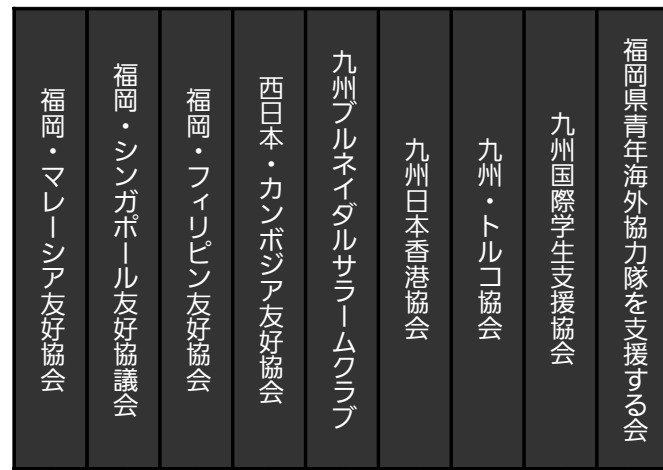 福岡県青年海外協力隊を支援する会
九州国際学生支援協会
九州・トルコ協会
九州日本香港協会
九州ブルネイダルサラームクラブ
西日本・カンボジア友好協会
福岡・フィリピン友好協会
福岡・シンガポール友好協議会
福岡・マレーシア友好協会